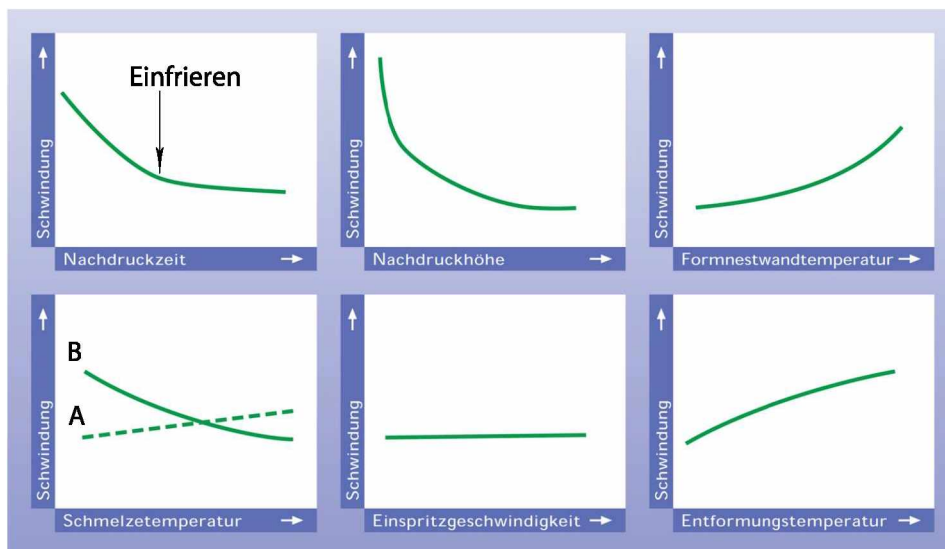 Schwindung
Einfrieren
Nachdruckzeit
Schwindung
Nachdruckhöhe
Schwindung
Formnestwandtemperatur
Schwindung
B
A
Schmelzetemperatur
Schwindung
Einspritzgeschwindigkeit
Schwindung
Entformungstemperatur